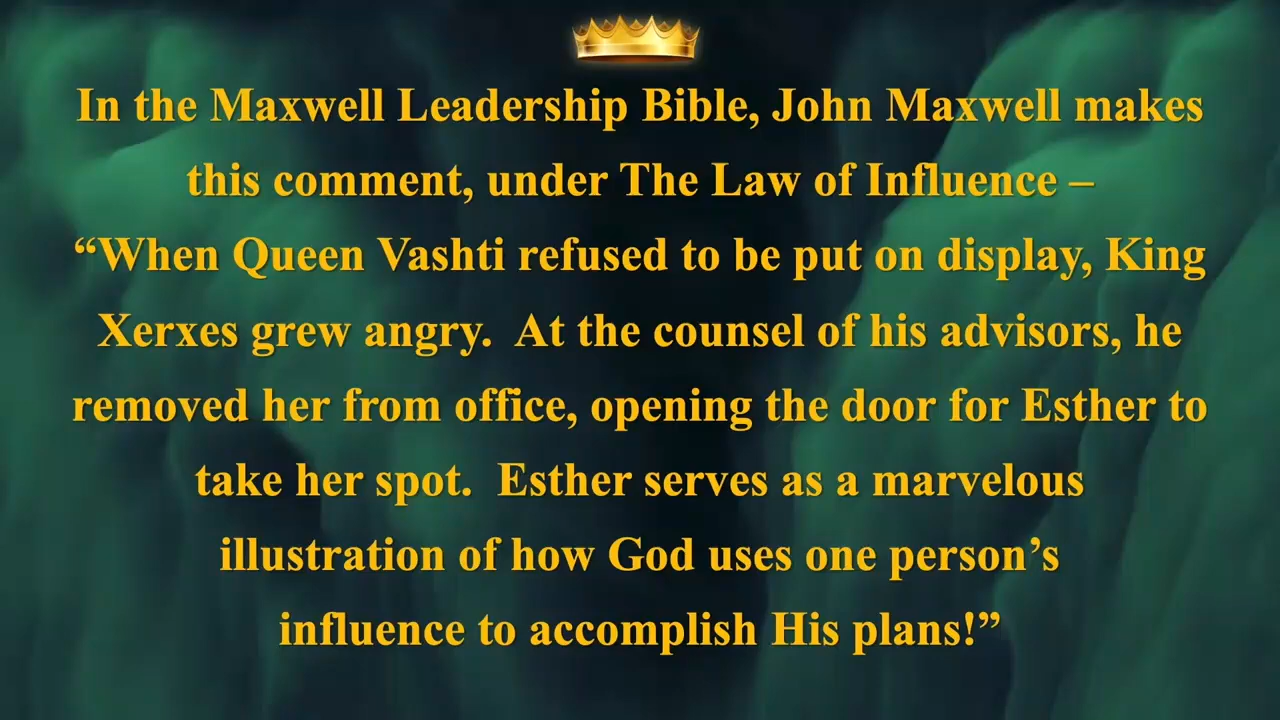 In the Maxwell Leadership Bible, John Maxwell makes
this comment, under The Law of Influence –
“When Queen Vashti refused to be put on display, King
Xerxes grew angry.  At the counsel of his advisors, he
removed her from office, opening the door for Esther to
take her spot.  Esther serves as a marvelous
illustration of how God uses one person’s
influence to accomplish His plans!”